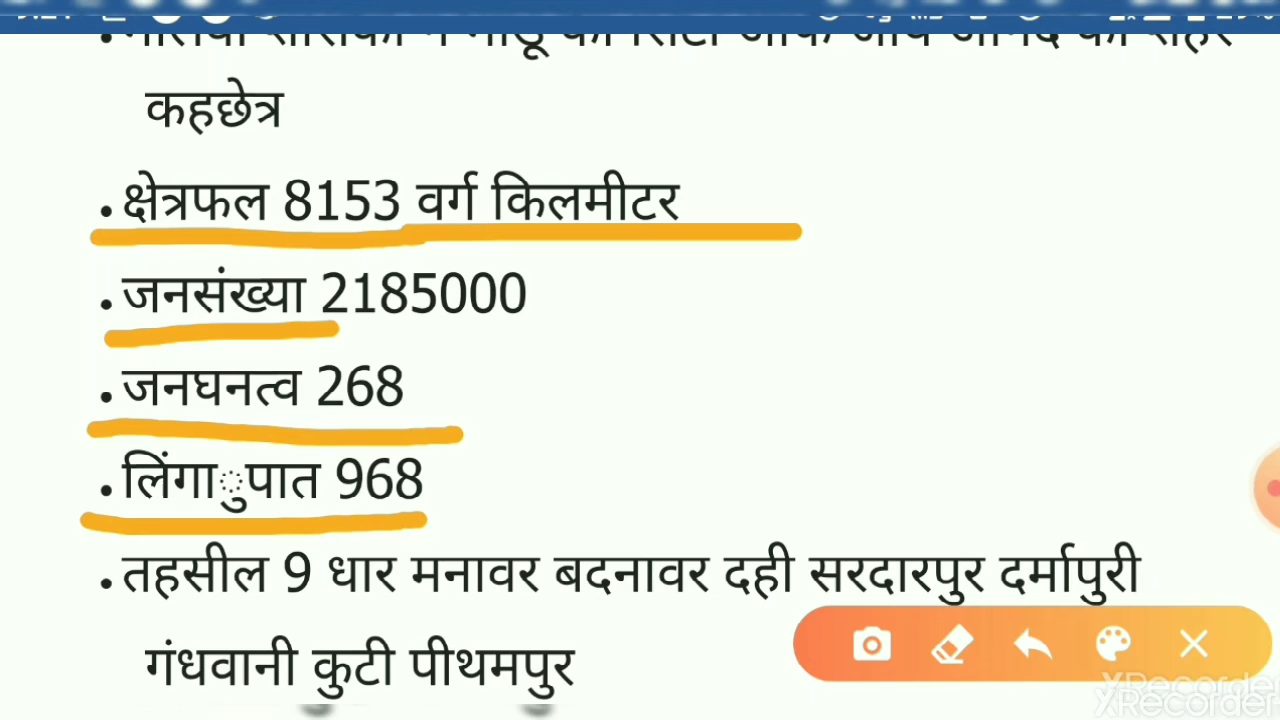 कहछेत्र
• क्षेत्रफल 8153 वर्ग किलमीटर
• जनसंख्या 2185000
• जनघनत्व 268
• लिंगाुपात 968
• तहसील 9 धार मनावर बदनावर दही सरदारपुर दर्मापुरी
गंधवानी कुटी पीथमपुर
XRecorder